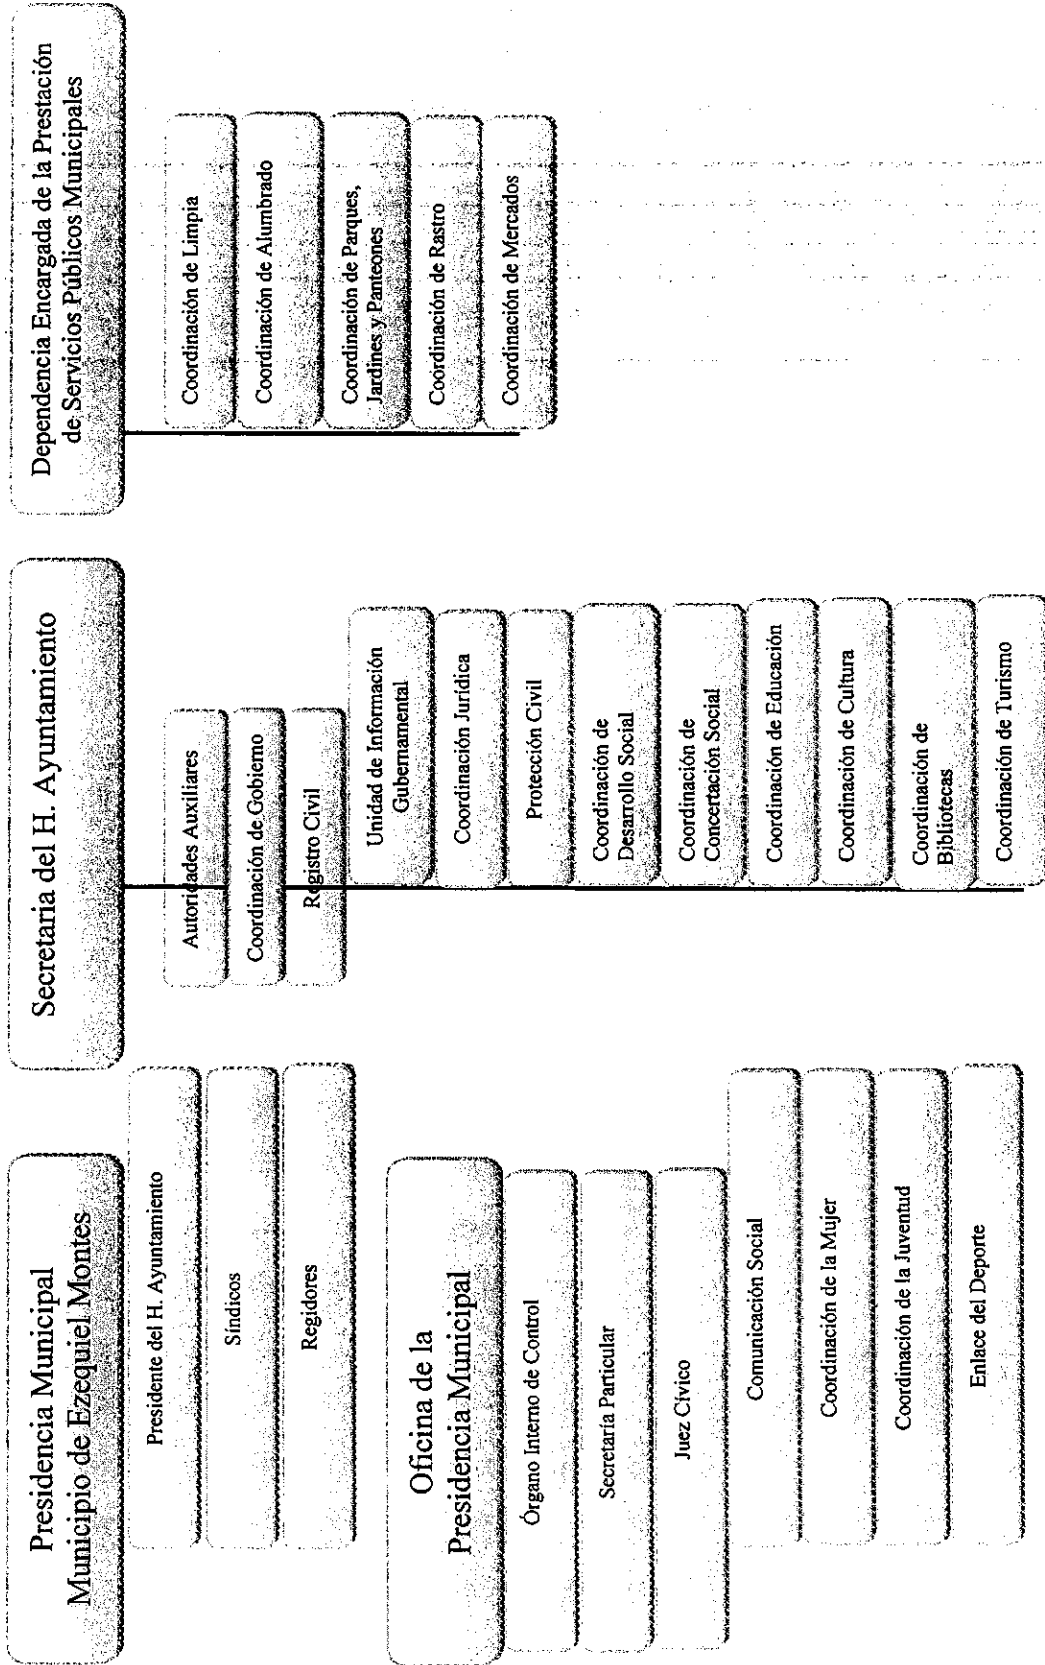 Presidencia Municipal
Municipio de Ezequiel Montes
Presidente del H. Ayuntamiento
Síndicos
Regidores
Oficina de la
Presidencia Municipal
Órgano Interno de Control
Secretaría Particular
Juez Cívico
Comunicación Social
Coordinación de la Mujer
Coordinación de la Juventud
Enlace del Deporte
Secretaria del H. Ayuntamiento
Autoridades Auxiliares
Coordinación de Gobierno
Registro Civil
Unidad de Información
Gubernamental
Coordinación Jurídica
Protección Civil
Coordinación de
Desarrollo Social
Coordinación de
Concertación Social
Coordinación de Educación
Coordinación de Cultura
Coordinación de
Bibliotecas
Coordinación de Turismo
Dependencia Encargada de la Prestación
de Servicios Públicos Municipales
Coordinación de Limpia
Coordinación de Alumbrado
Coordinación de Parques,
Jardines y Panteones
Coordinación de Rastro
Coordinación de Mercados